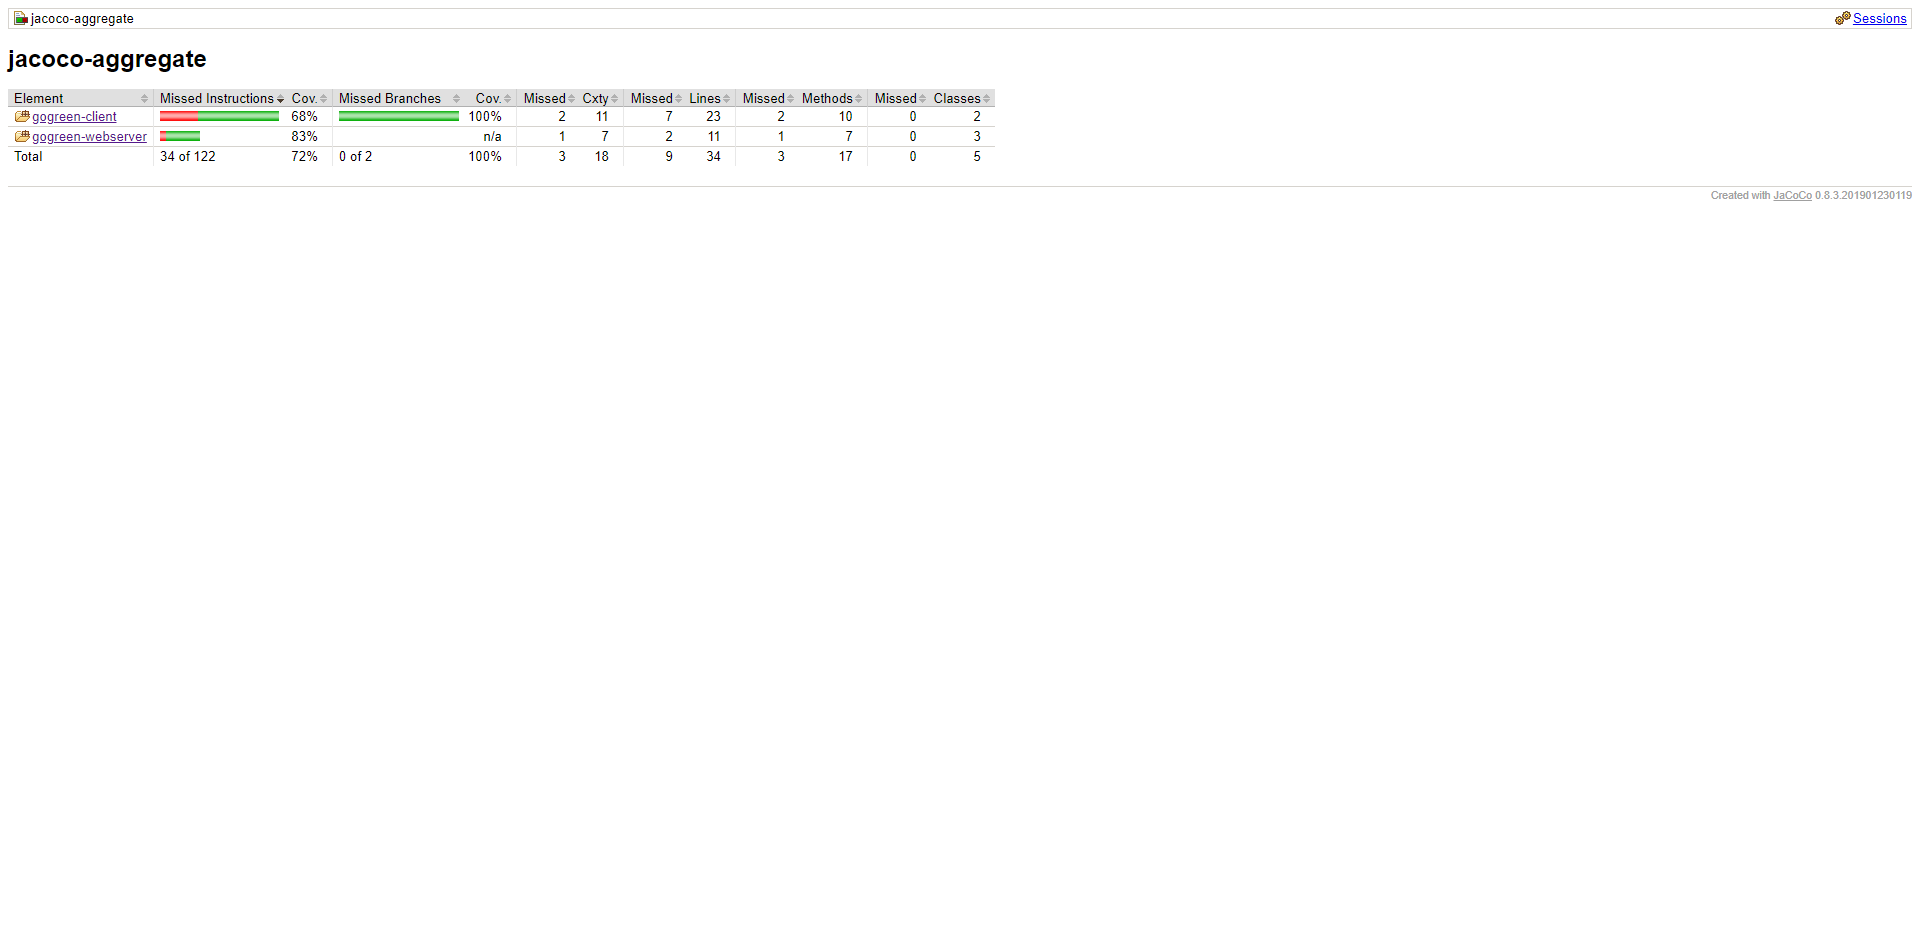 jacoco-aggregate Sessions
jacoco-aggregate
Element Missed Instructions Cov. Missed Branches Cov. Missed Cxty Missed Lines Missed Methods Missed Classes
gogreen-client 68% 100% 2 11 7 23 2 10 0 2
gogreen-webserver 83% n/a 1 7 2 11 1 7 0 3
Total 34 of 122 72% 0 of 2 100% 3 18 9 34 3 17 0 5
Created with JaCoCo 0.8.3.201901230119